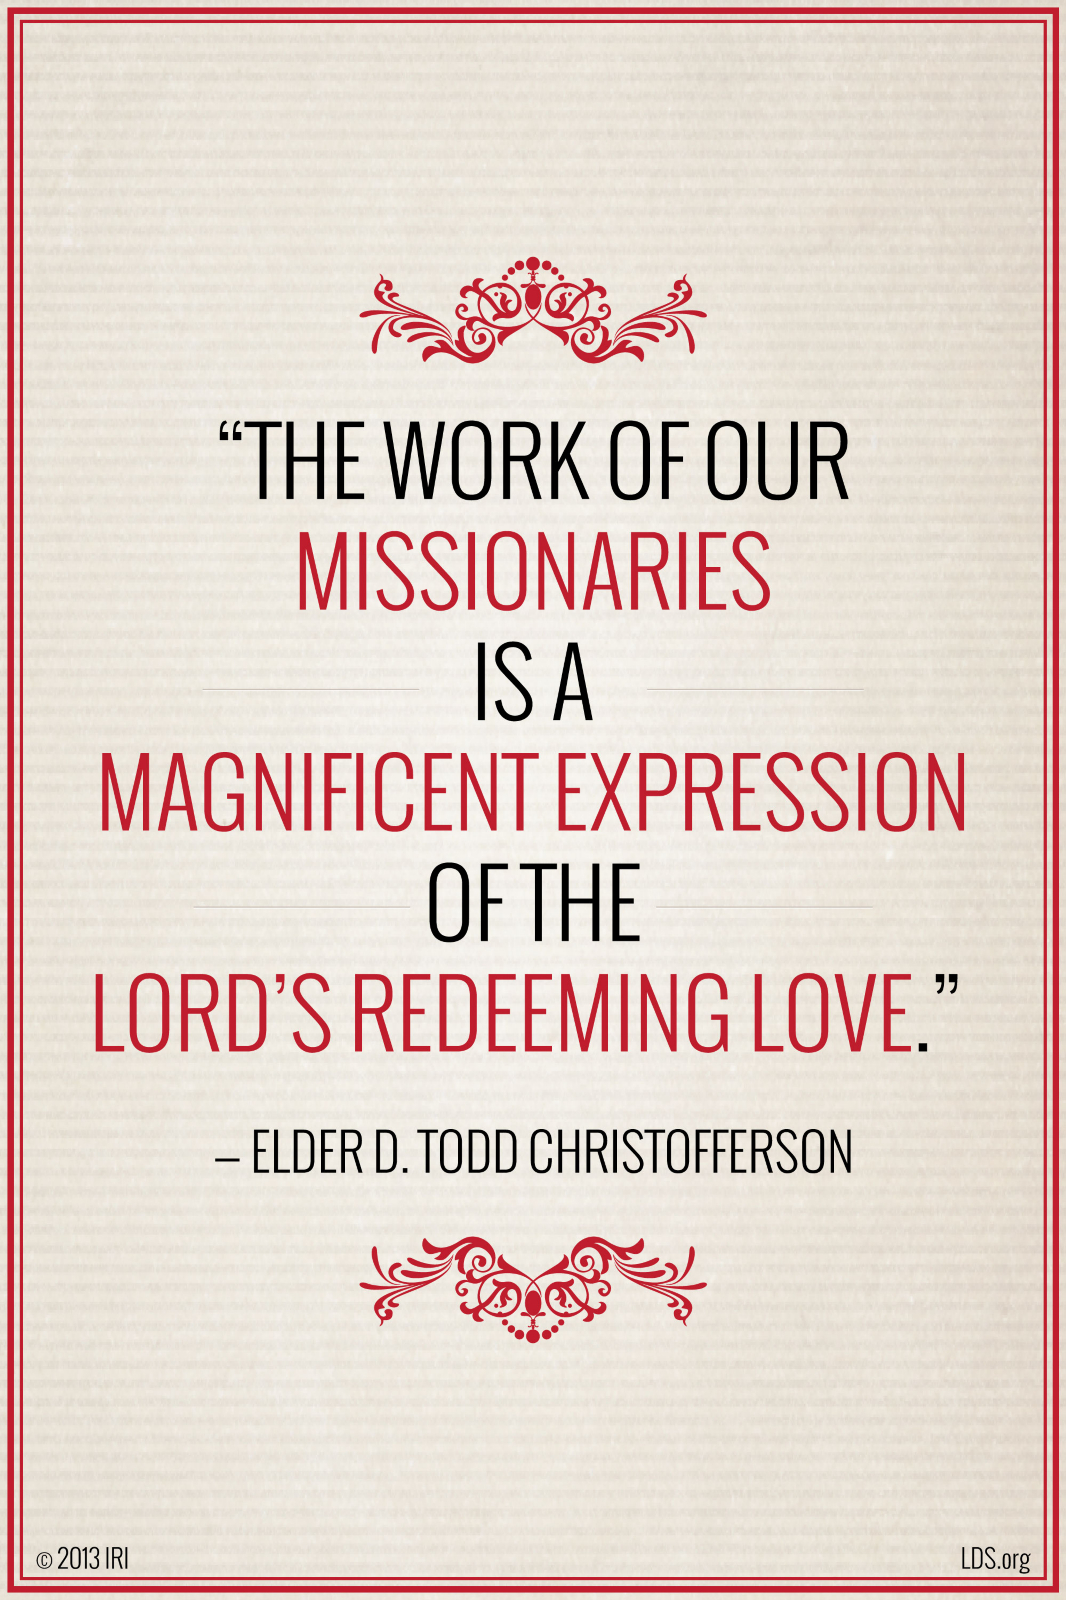 “THE WORK OF OUR
MISSIONARIES
IS A
MAGNIFICENT EXPRESSION
OF THE
LORD’S REDEEMING LOVE.”
– ELDER D. TODD CHRISTOFFERSON
© 2013 IRI
LDS.org